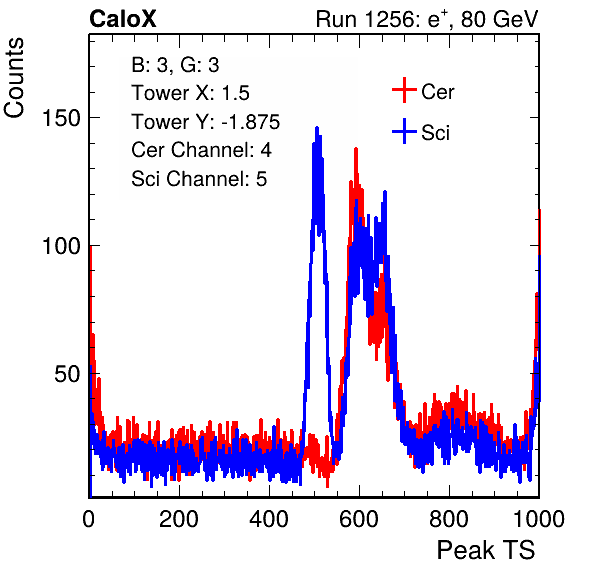 CaloX Run 1256: e⁺, 80 GeV
Counts
B: 3, G: 3
Tower X: 1.5
Tower Y: -1.875
Cer Channel: 4
Sci Channel: 5
Cer
Sci
150
100
50
0 200 400 600 800 1000
Peak TS